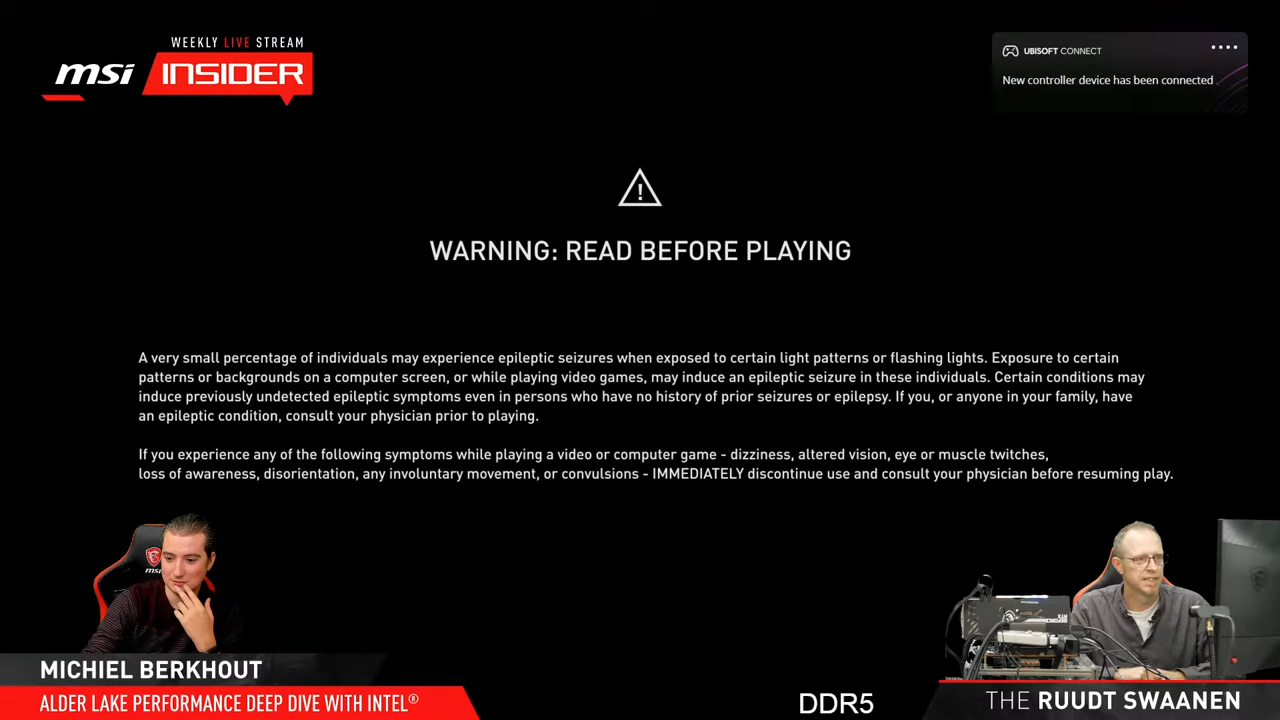 WEEKLY LIVE STREAM
msi INSIDER
UBISOFT CONNECT
New controller device has been connected
WARNING: READ BEFORE PLAYING
A very small percentage of individuals may experience epileptic seizures when exposed to certain light patterns or flashing lights. Exposure to certain
patterns or backgrounds on a computer screen, or while playing video games, may induce an epileptic seizure in these individuals. Certain conditions may
induce previously undetected epileptic symptoms even in persons who have no history of prior seizures or epilepsy. If you, or anyone in your family, have
an epileptic condition, consult your physician prior to playing.
If you experience any of the following symptoms while playing a video or computer game - dizziness, altered vision, eye or muscle twitches,
loss of awareness, disorientation, any involuntary movement, or convulsions - IMMEDIATELY discontinue use and consult your physician before resuming play.
msi
GEFORCE RTX
MICHIEL BERKHOUT
ALDER LAKE PERFORMANCE DEEP DIVE WITH INTEL®
DDR5
THE RUUDT SWAANEN